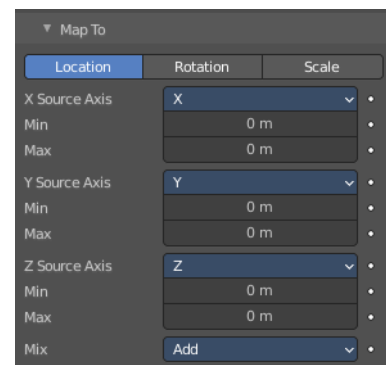 Map To
Location Rotation Scale
X Source Axis X
Min 0 m
Max 0 m
Y Source Axis Y
Min 0 m
Max 0 m
Z Source Axis Z
Min 0 m
Max 0 m
Mix Add